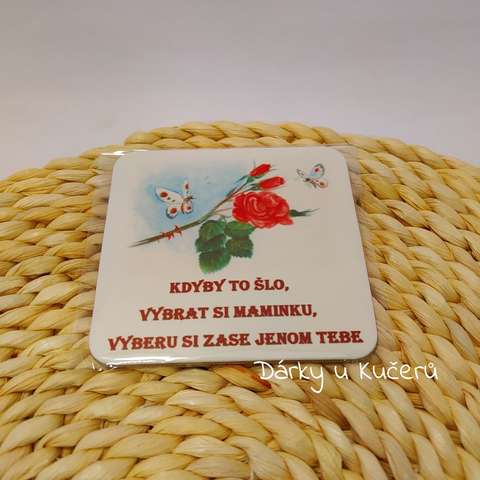 KDYBY TO ŠLO,
VYBRAT SI MAMINKU,
VYBERU SI ZASE JENOM TEBE
Dárky u Kučerů